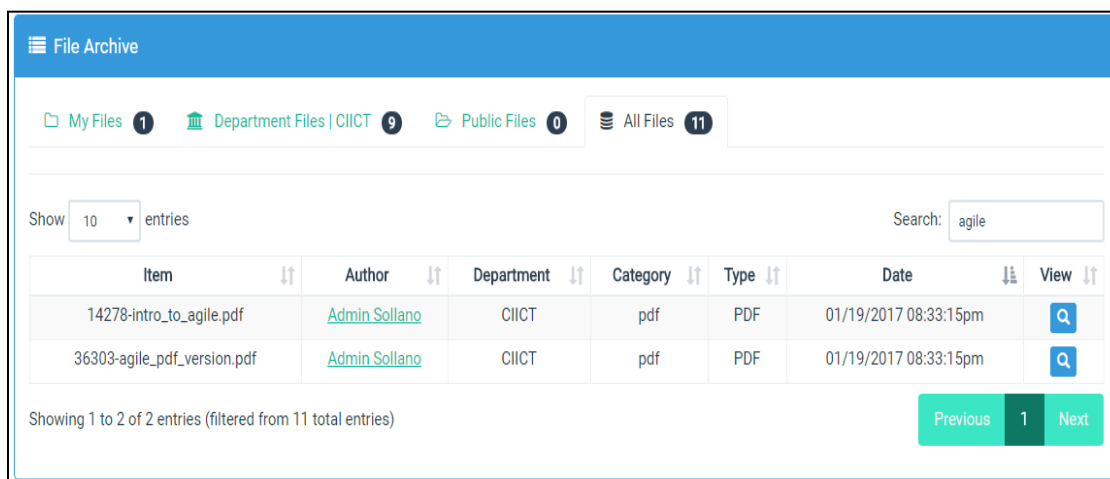 File Archive
My Files 1 Department Files | CIICT 9 Public Files 0 All Files 11
Show 10 entries Search: agile
Item Author Department Category Type Date View
14278-intro_to_agile.pdf Admin Sollano CIICT pdf PDF 01/19/2017 08:33:15pm
36303-agile_pdf_version.pdf Admin Sollano CIICT pdf PDF 01/19/2017 08:33:15pm
Showing 1 to 2 of 2 entries (filtered from 11 total entries) Previous 1 Next